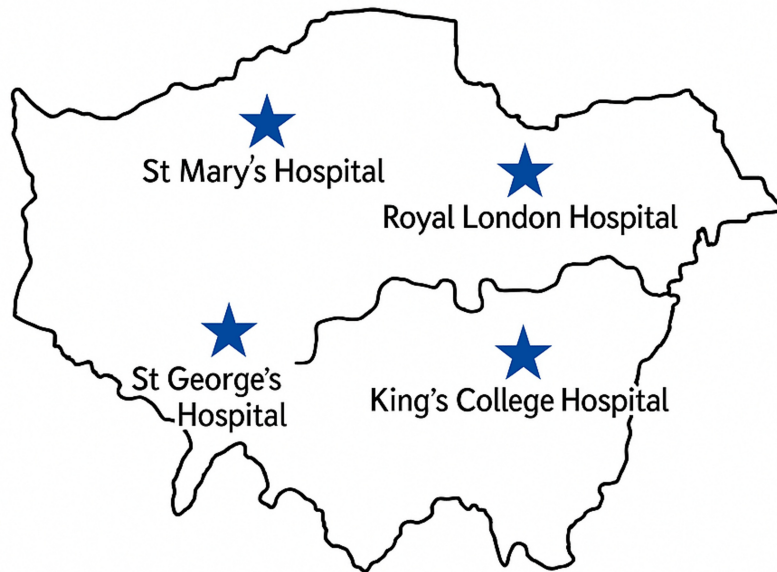 St Mary's Hospital
Royal London Hospital
St George's
Hospital
King's College Hospital